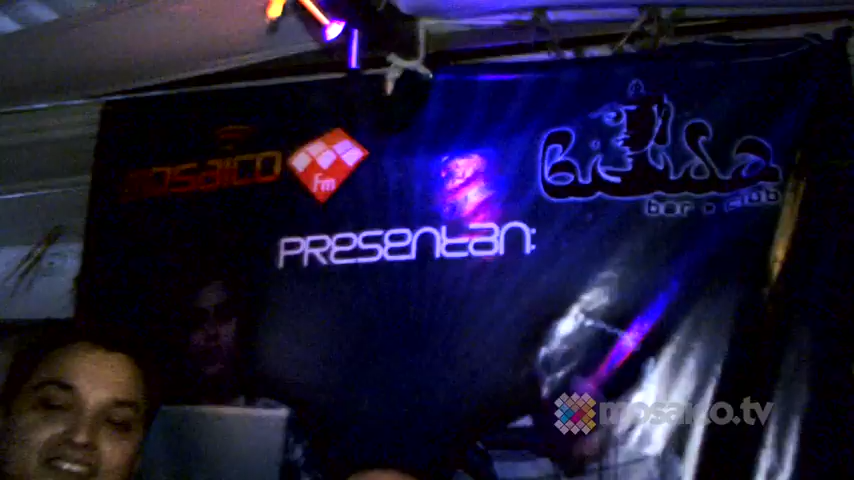 mosaico
fm
presentan:
bar • club
mosaico.tv